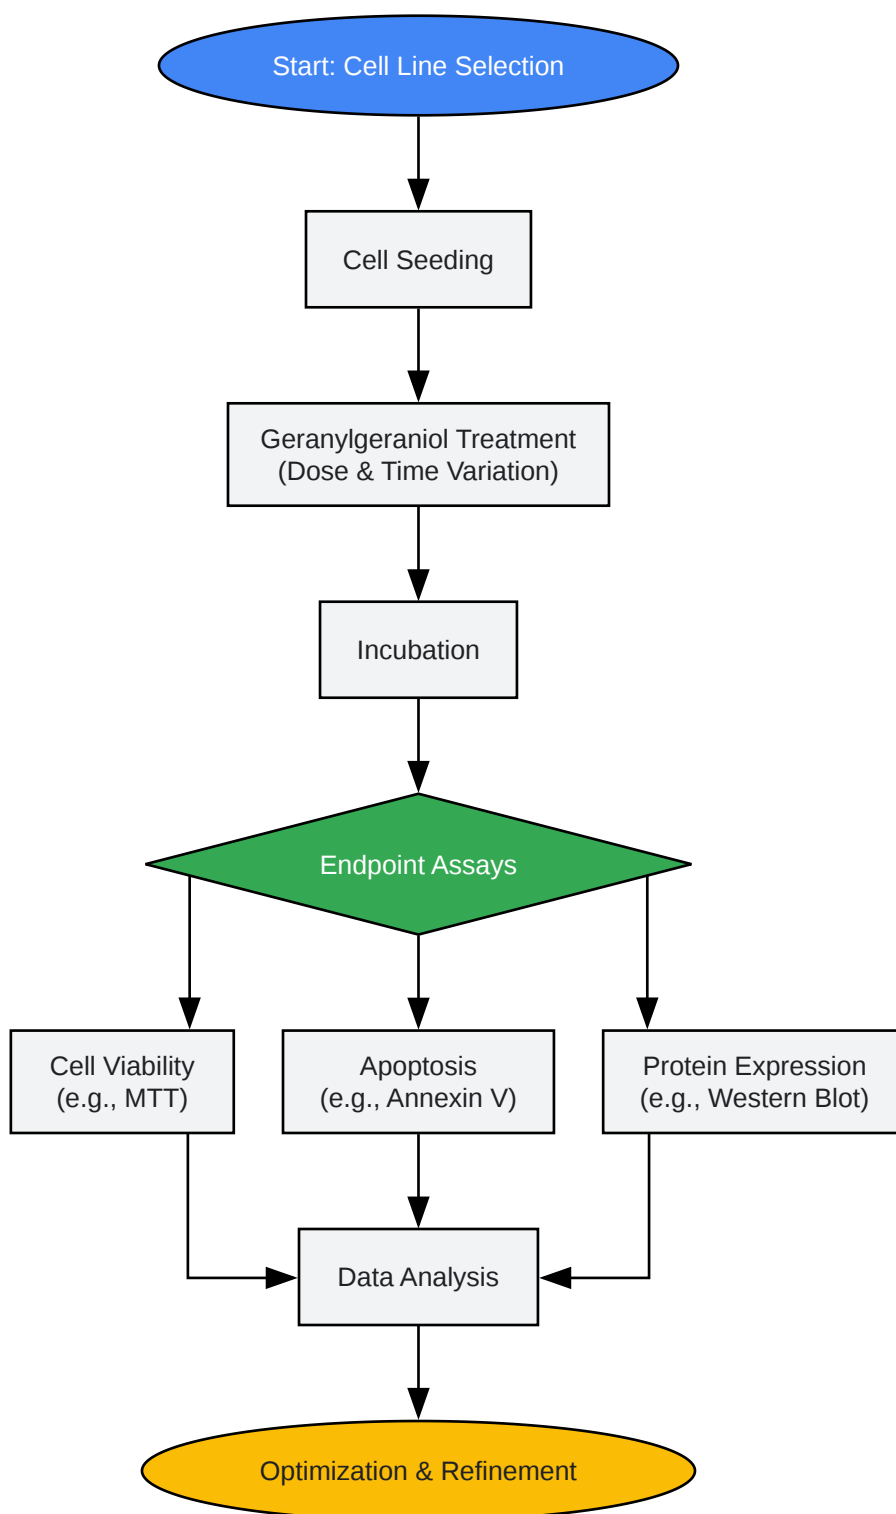 Start: Cell Line Selection
Cell Seeding
Geranylgeraniol Treatment
(Dose & Time Variation)
Incubation
Endpoint Assays
Cell Viability
(e.g., MTT)
Apoptosis
(e.g., Annexin V)
Protein Expression
(e.g., Western Blot)
Data Analysis
Optimization & Refinement